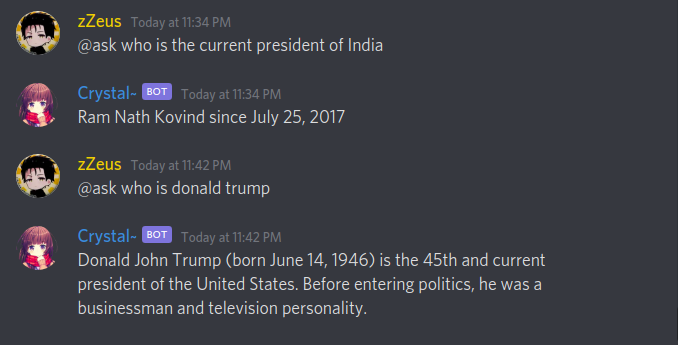 zZeus Today at 11:34 PM
@ask who is the current president of India
Crystal~ BOT Today at 11:34 PM
Ram Nath Kovind since July 25, 2017
zZeus Today at 11:42 PM
@ask who is donald trump
Crystal~ BOT Today at 11:42 PM
Donald John Trump (born June 14, 1946) is the 45th and current
president of the United States. Before entering politics, he was a
businessman and television personality.